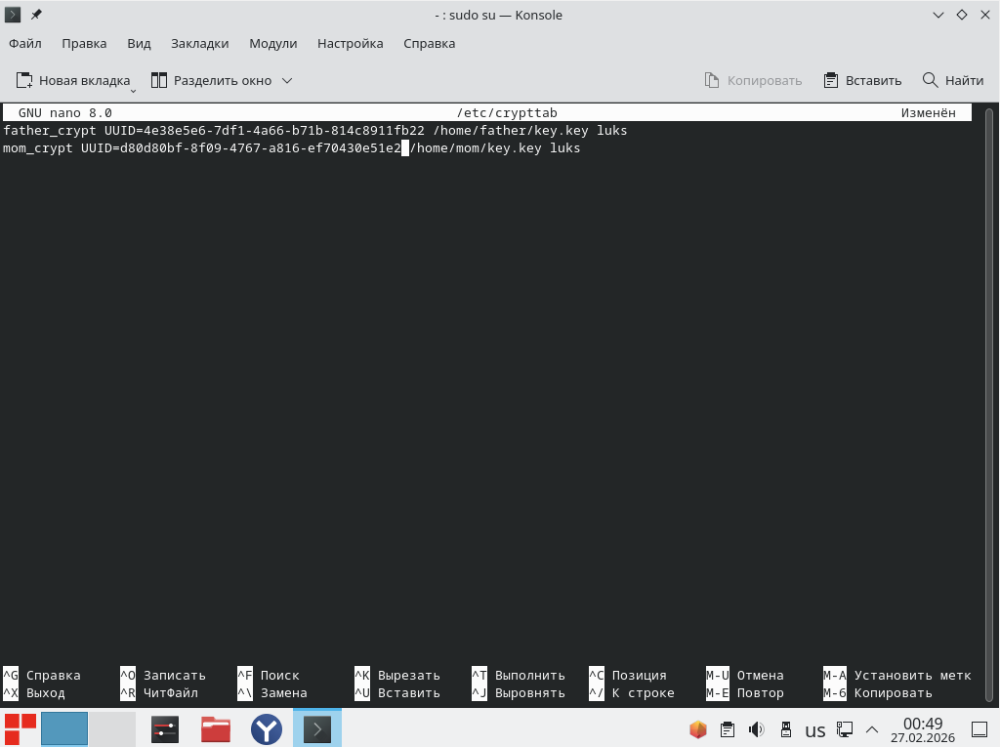 - : sudo su — Konsole
Файл Правка Вид Закладки Модули Настройка Справка
Новая вкладка Разделить окно Копировать Вставить Найти
GNU nano 8.0 /etc/crypttab Изменён
father_crypt UUID=4e38e5e6-7df1-4a66-b71b-814c8911fb22 /home/father/key.key luks
mom_crypt UUID=d80d80bf-8f09-4767-a816-ef70430e51e2 /home/mom/key.key luks
^G Справка ^O Записать ^F Поиск ^K Вырезать ^T Выполнить ^C Позиция M-U Отмена M-A Установить метк
^X Выход ^R ЧитФайл ^\ Замена ^U Вставить ^J Выровнять ^/ К строке M-E Повтор M-6 Копировать
us 00:49
27.02.2026